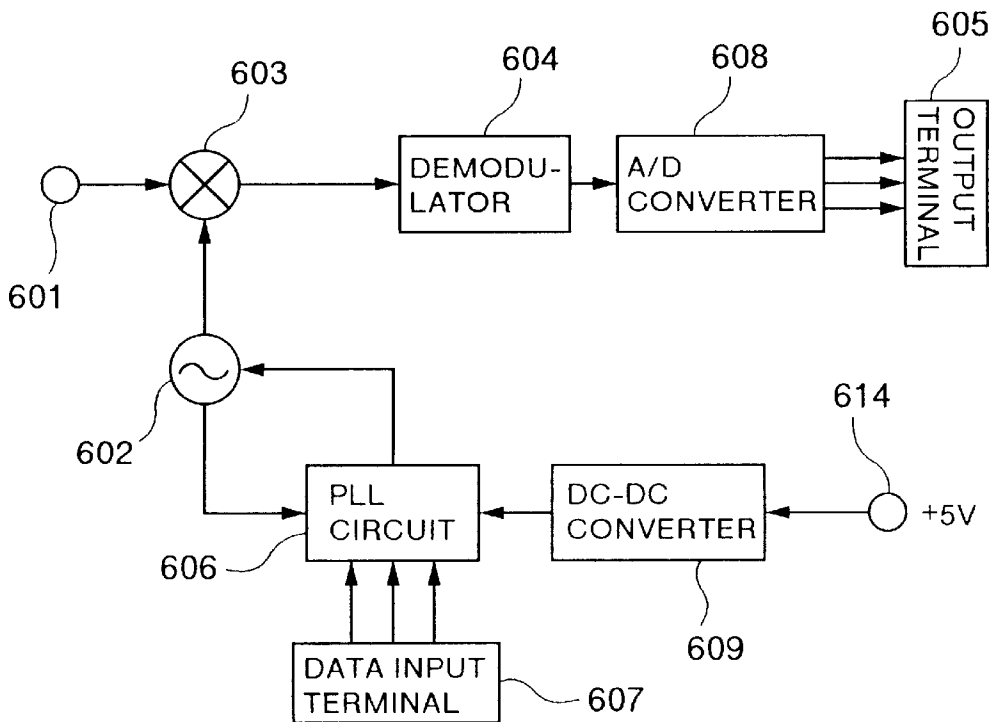 603
604
608
605
DEMODU-
LATOR
A/D
CONVERTER
OUTPUT
TERMINAL
601
602
614
PLL
CIRCUIT
DC-DC
CONVERTER
+5V
606
609
DATA INPUT
TERMINAL
607